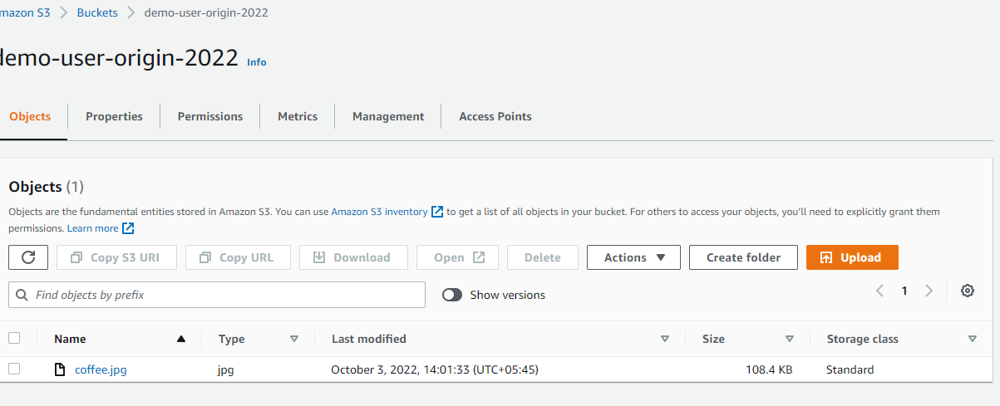 mazon S3 Buckets demo-user-origin-2022
demo-user-origin-2022 Info
Objects Properties Permissions Metrics Management Access Points
Objects (1)
Objects are the fundamental entities stored in Amazon S3. You can use Amazon S3 inventory to get a list of all objects in your bucket. For others to access your objects, you'll need to explicitly grant them
permissions. Learn more
Copy S3 URI Copy URL Download Open Delete Actions Create folder Upload
Find objects by prefix Show versions 1
Name Type Last modified Size Storage class
coffee.jpg jpg October 3, 2022, 14:01:33 (UTC+05:45) 108.4 KB Standard